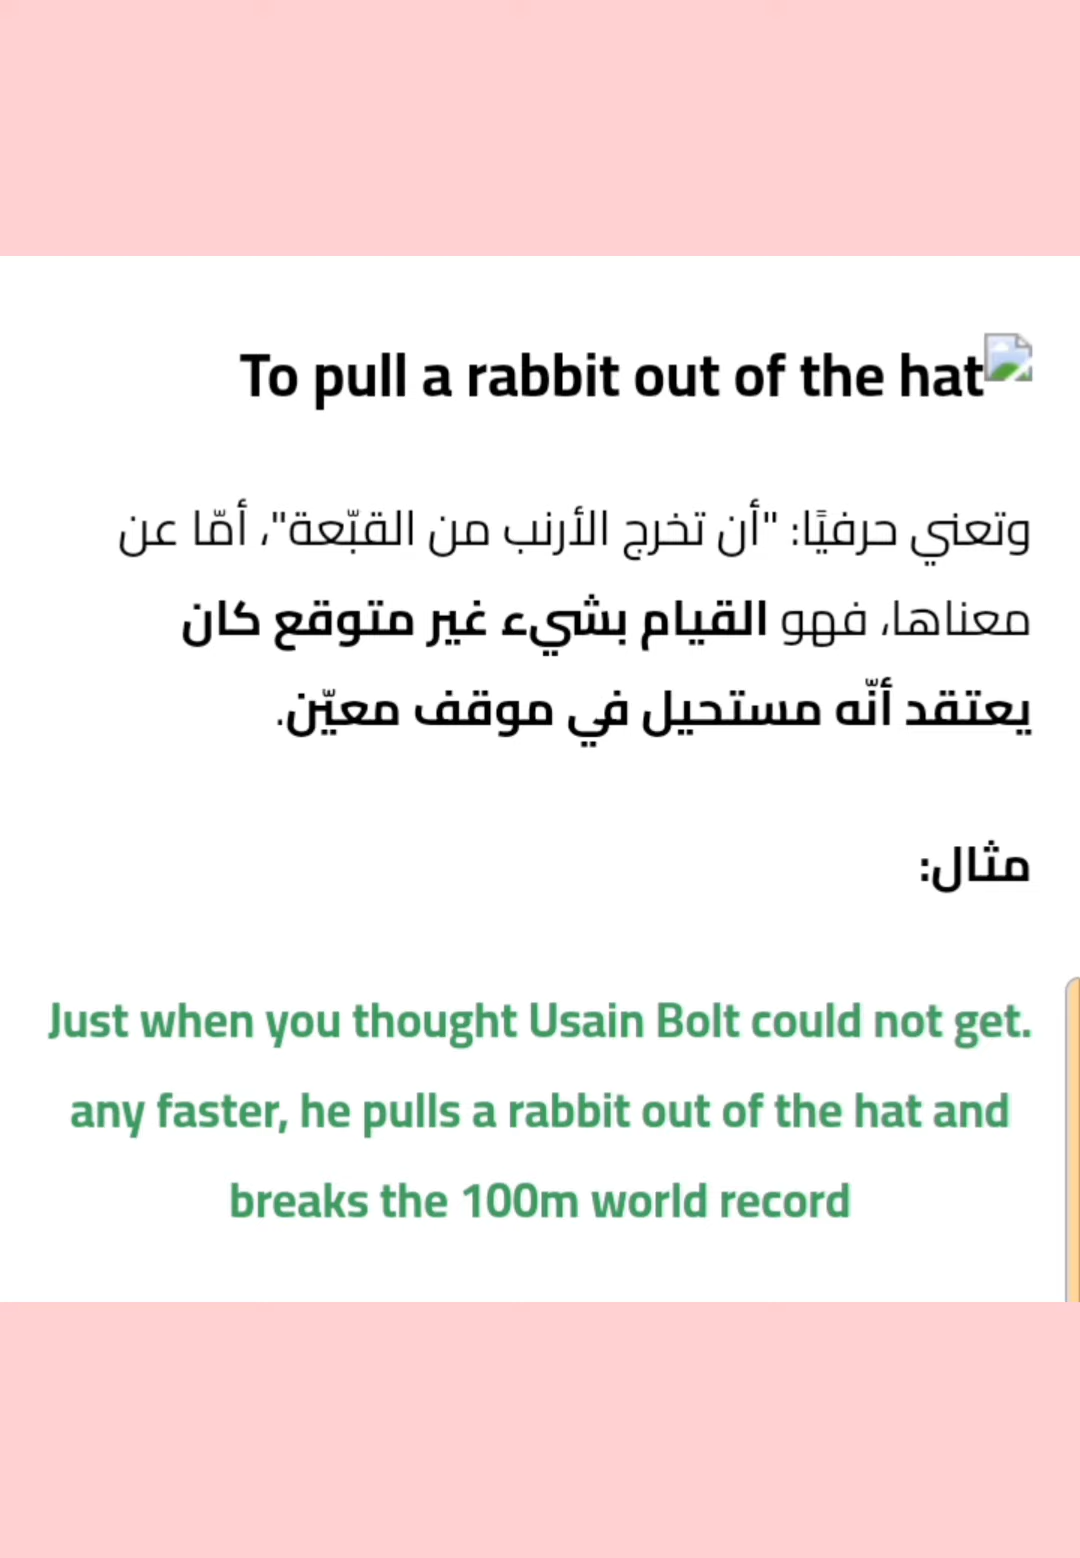 To pull a rabbit out of the hat
وتعني حرفيًا: "أن تخرج الأرنب من القبّعة"، أمّا عن
معناها، فهو القيام بشيء غير متوقع كان
يعتقد أنّه مستحيل في موقف معيّن.
مثال:
Just when you thought Usain Bolt could not get.
any faster, he pulls a rabbit out of the hat and
breaks the 100m world record